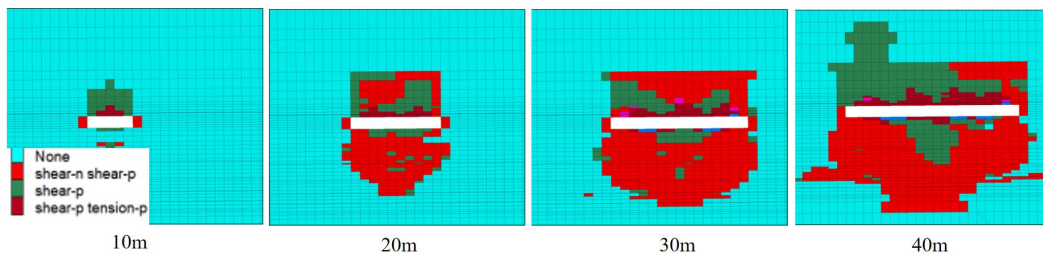 None
shear-n shear-p
shear-p
shear-p tension-p
10m
20m
30m
40m